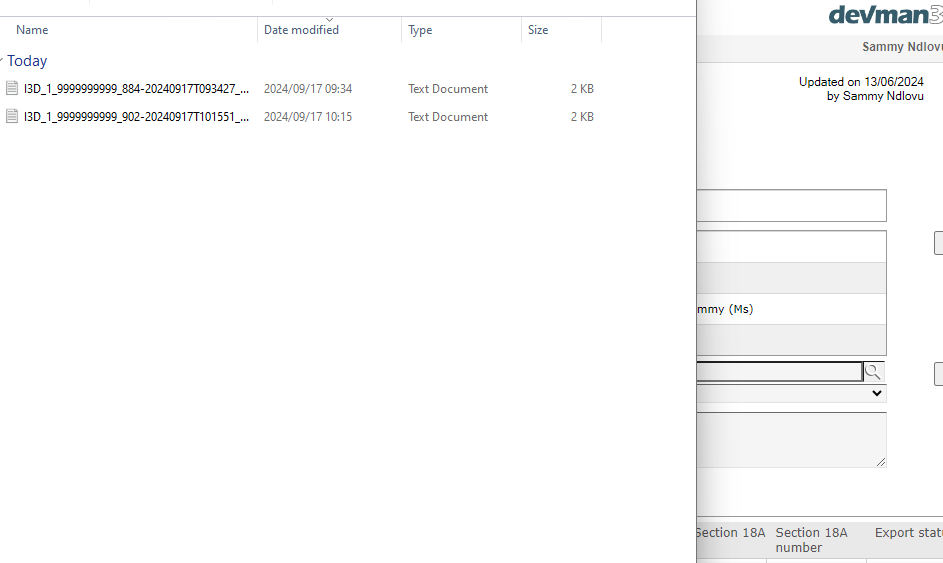 Name Date modified Type Size
Today
I3D_1_9999999999_884-20240917T093427_... 2024/09/17 09:34 Text Document 2 KB
I3D_1_9999999999_902-20240917T101551_... 2024/09/17 10:15 Text Document 2 KB
devman3
Sammy Ndlovu
Updated on 13/06/2024
by Sammy Ndlovu
mmy (Ms)
Section 18A Section 18A Export statu
number